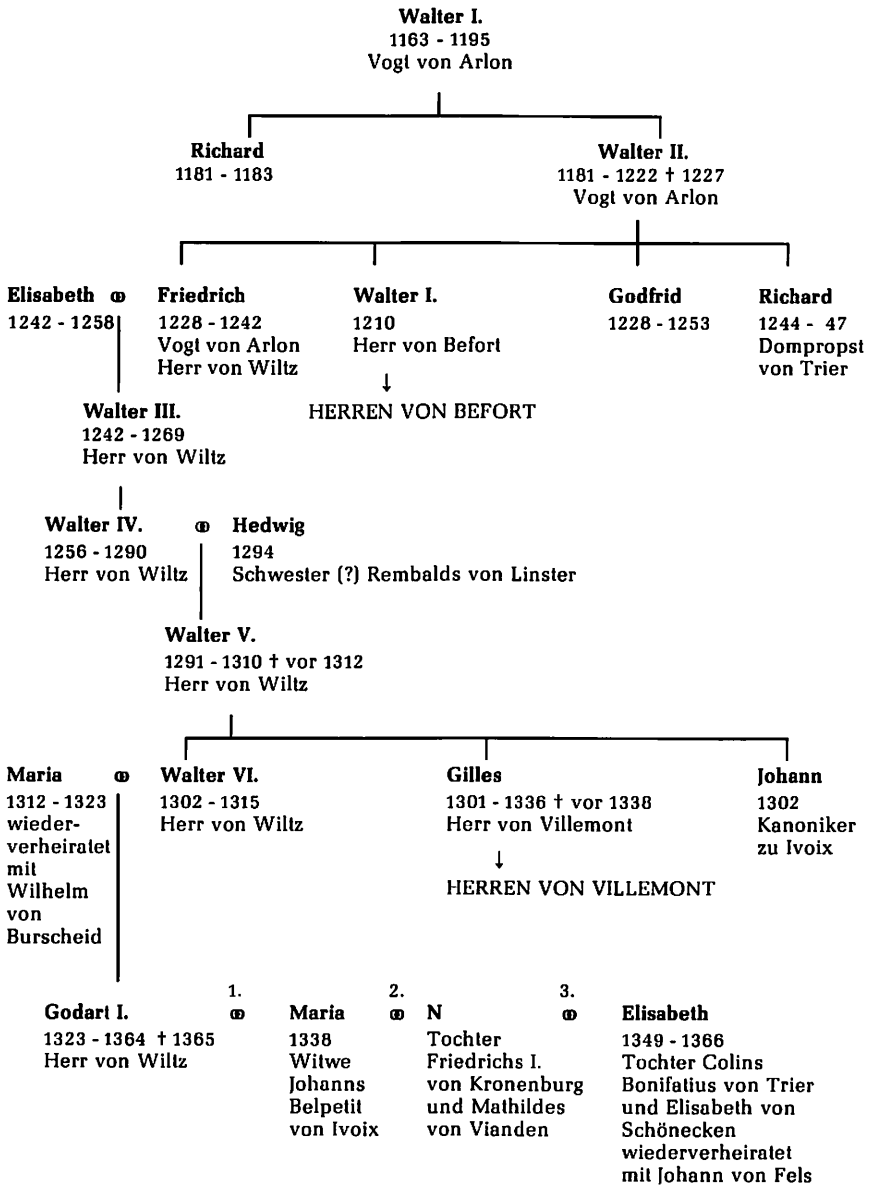 Walter I.
1163 - 1195
Vogt von Arlon
Richard
1181 - 1183
Walter II.
1181 - 1222 † 1227
Vogt von Arlon
Elisabeth ⚭
1242 - 1258
Friedrich
1228 - 1242
Vogt von Arlon
Herr von Wiltz
Walter I.
1210
Herr von Befort
↓
HERREN VON BEFORT
Godfrid
1228 - 1253
Richard
1244 - 47
Dompropst
von Trier
Walter III.
1242 - 1269
Herr von Wiltz
Walter IV. ⚭
1256 - 1290
Herr von Wiltz
Hedwig
1294
Schwester (?) Rembalds von Linster
Walter V.
1291 - 1310 † vor 1312
Herr von Wiltz
Maria ⚭
1312 - 1323
wieder-
verheiratet
mit
Wilhelm
von
Burscheid
Walter VI.
1302 - 1315
Herr von Wiltz
Gilles
1301 - 1336 † vor 1338
Herr von Villemont
↓
HERREN VON VILLEMONT
Johann
1302
Kanoniker
zu Ivoix
Godart I.
1323 - 1364 † 1365
Herr von Wiltz
1.
⚭
Maria
1338
Witwe
Johanns
Belpetit
von Ivoix
2.
⚭
N
Tochter
Friedrichs I.
von Kronenburg
und Mathildes
von Vianden
3.
⚭
Elisabeth
1349 - 1366
Tochter Colins
Bonifatius von Trier
und Elisabeth von
Schönecken
wiederverheiratet
mit Johann von Fels